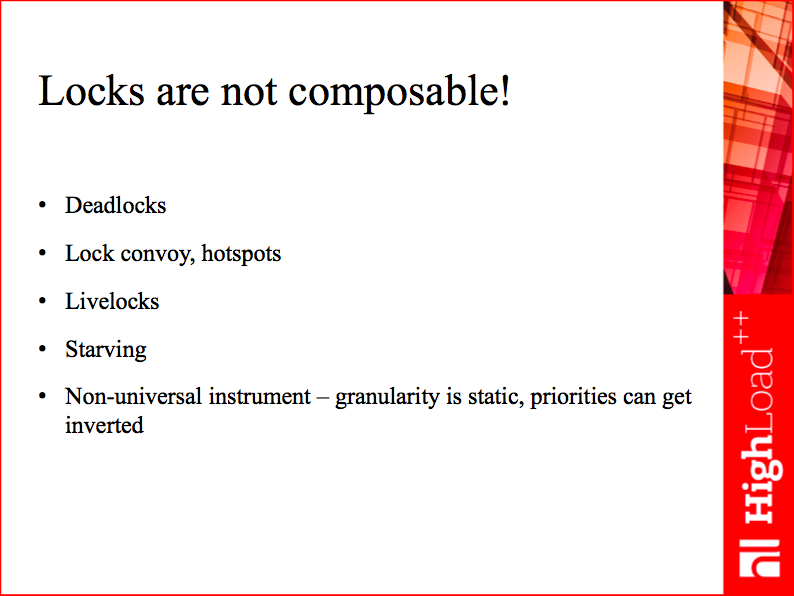 Locks are not composable!
• Deadlocks
• Lock convoy, hotspots
• Livelocks
• Starving
• Non-universal instrument – granularity is static, priorities can get
inverted
HighLoad++